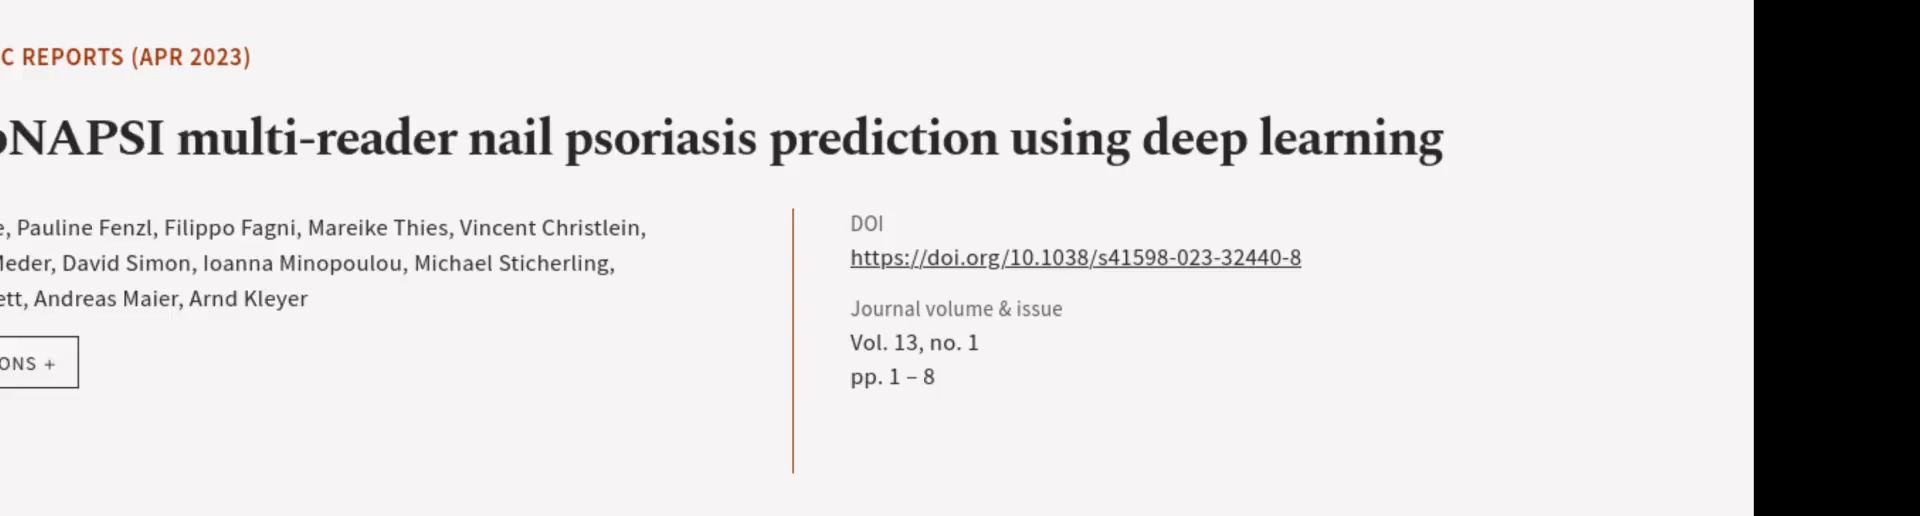 C REPORTS (APR 2023)
oNAPSI multi-reader nail psoriasis prediction using deep learning
e, Pauline Fenzl, Filippo Fagni, Mareike Thies, Vincent Christlein,
Meder, David Simon, Ioanna Minopoulou, Michael Sticherling,
ett, Andreas Maier, Arnd Kleyer
ONS +
DOI
https://doi.org/10.1038/s41598-023-32440-8
Journal volume & issue
Vol. 13, no. 1
pp. 1 – 8